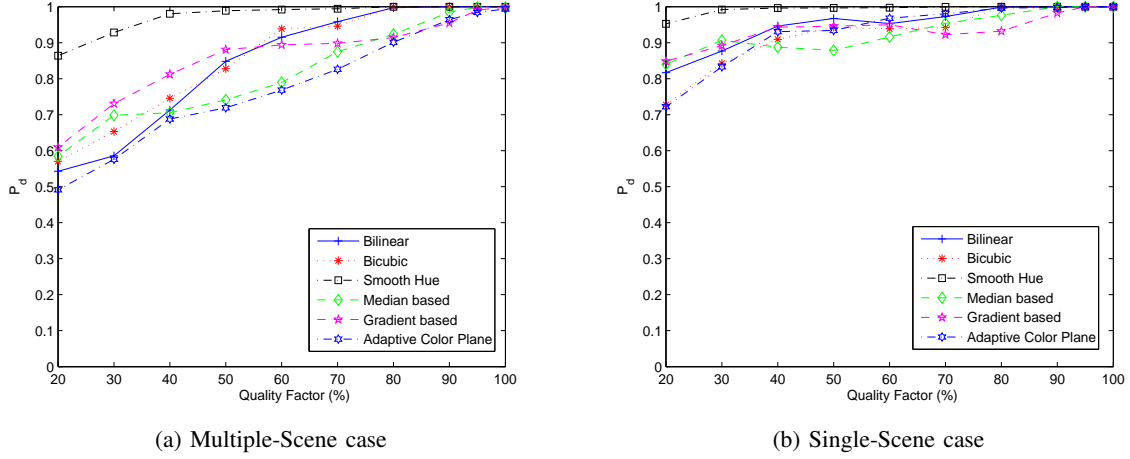 1
0.9
0.8
0.7
0.6
0.5
0.4
0.3
0.2
0.1
0
P_d
20 30 40 50 60 70 80 90 100
Quality Factor (%)
Bilinear
Bicubic
Smooth Hue
Median based
Gradient based
Adaptive Color Plane
(a) Multiple-Scene case
1
0.9
0.8
0.7
0.6
0.5
0.4
0.3
0.2
0.1
0
P_d
20 30 40 50 60 70 80 90 100
Quality Factor (%)
Bilinear
Bicubic
Smooth Hue
Median based
Gradient based
Adaptive Color Plane
(b) Single-Scene case